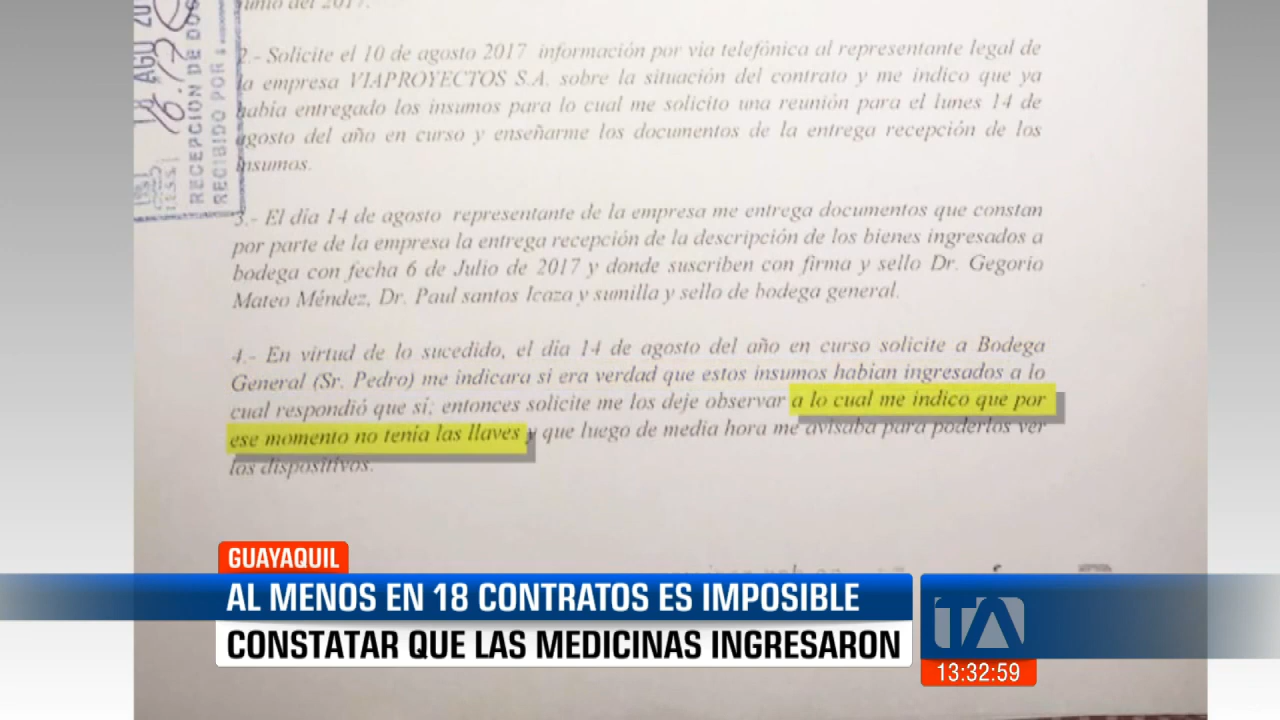 Junio del 2017.
2.- Solicite el 10 de agosto 2017 información por via telefónica al representante legal de
la empresa VIAPROYECTOS S.A. sobre la situación del contrato y me indico que ya
había entregado los insumos para lo cual me solicito una reunión para el lunes 14 de
agosto del año en curso y enseñarme los documentos de la entrega recepción de los
insumos.
3.- El día 14 de agosto representante de la empresa me entrega documentos que constan
por parte de la empresa la entrega recepción de la descripción de los bienes ingresados a
bodega con fecha 6 de Julio de 2017 y donde suscriben con firma y sello Dr. Gegorio
Mateo Méndez, Dr. Paul santos Icaza y sumilla y sello de bodega general.
4.- En virtud de lo sucedido, el dia 14 de agosto del año en curso solicite a Bodega
General (Sr. Pedro) me indicara si era verdad que estos insumos habían ingresados a lo
cual respondió que sí; entonces solicite me los deje observar a lo cual me indico que por
ese momento no tenía las llaves y que luego de media hora me avisaba para poderlos ver
los dispositivos.
18 AGO 20
RECEPCION DE DOC
RECIBIDO POR:
GUAYAQUIL
AL MENOS EN 18 CONTRATOS ES IMPOSIBLE
CONSTATAR QUE LAS MEDICINAS INGRESARON
TA
13:32:59